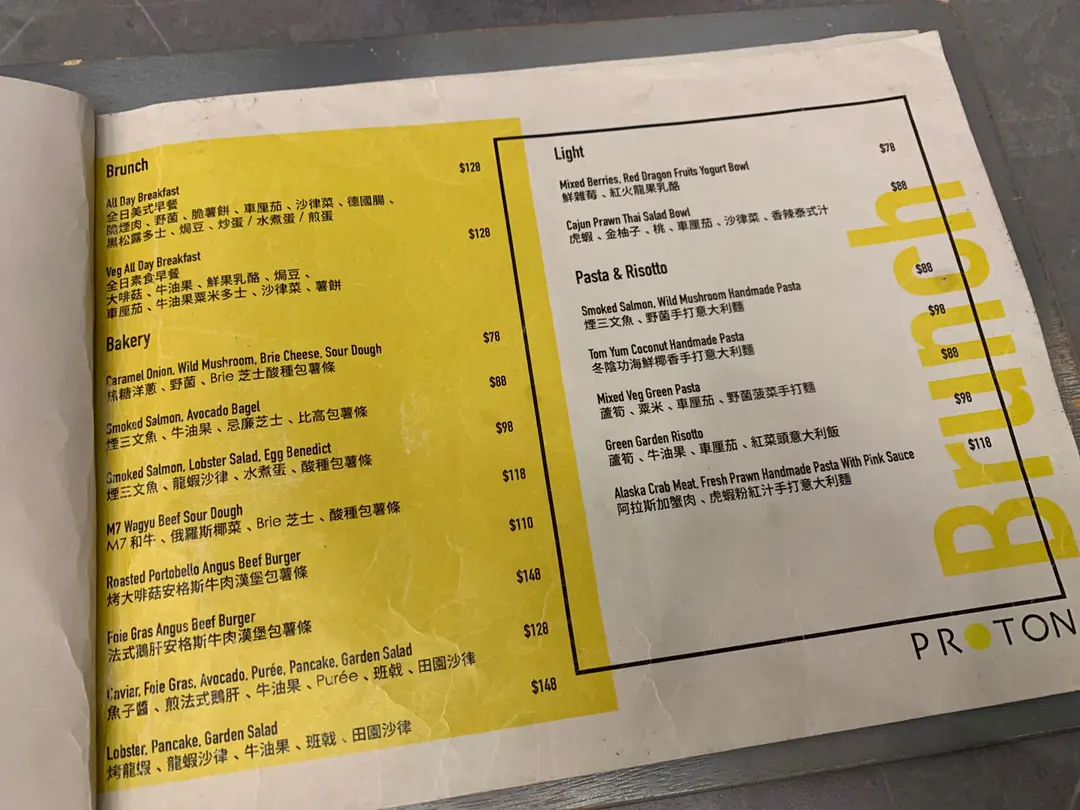 Brunch
All Day Breakfast $128
全日美式早餐
脆煙肉、野菌、脆薯餅、車厘茄、沙律菜、德國腸、
黑松露多士、焗豆、炒蛋 / 水煮蛋 / 煎蛋
Veg All Day Breakfast $128
全日素食早餐
大啡菇、牛油果、鮮果乳酪、焗豆、
車厘茄、牛油果粟米多士、沙律菜、薯餅
Bakery
Caramel Onion, Wild Mushroom, Brie Cheese, Sour Dough $78
焦糖洋蔥、野菌、Brie 芝士酸種包薯條
Smoked Salmon, Avocado Bagel $88
煙三文魚、牛油果、忌廉芝士、比高包薯條
Smoked Salmon, Lobster Salad, Egg Benedict $98
煙三文魚、龍蝦沙律、水煮蛋、酸種包薯條
M7 Wagyu Beef Sour Dough $118
M7 和牛、俄羅斯椰菜、Brie 芝士、酸種包薯條
Roasted Portobello Angus Beef Burger $110
烤大啡菇安格斯牛肉漢堡包薯條
Foie Gras Angus Beef Burger $148
法式鵝肝安格斯牛肉漢堡包薯條
Caviar, Foie Gras, Avocado, Purée, Pancake, Garden Salad $128
魚子醬、煎法式鵝肝、牛油果、Purée、班戟、田園沙律
Lobster, Pancake, Garden Salad $148
烤龍蝦、龍蝦沙律、牛油果、班戟、田園沙律
Light
Mixed Berries, Red Dragon Fruits Yogurt Bowl $78
鮮雜莓、紅火龍果乳酪
Cajun Prawn Thai Salad Bowl $88
虎蝦、金柚子、桃、車厘茄、沙律菜、香辣泰式汁
Pasta & Risotto
Smoked Salmon, Wild Mushroom Handmade Pasta $88
煙三文魚、野菌手打意大利麵
Tom Yum Coconut Handmade Pasta $98
冬陰功海鮮椰香手打意大利麵
Mixed Veg Green Pasta $88
蘆筍、粟米、車厘茄、野菌菠菜手打麵
Green Garden Risotto $98
蘆筍、牛油果、車厘茄、紅菜頭意大利飯
Alaska Crab Meat, Fresh Prawn Handmade Pasta With Pink Sauce $118
阿拉斯加蟹肉、虎蝦粉紅汁手打意大利麵
Brunch
PROTON